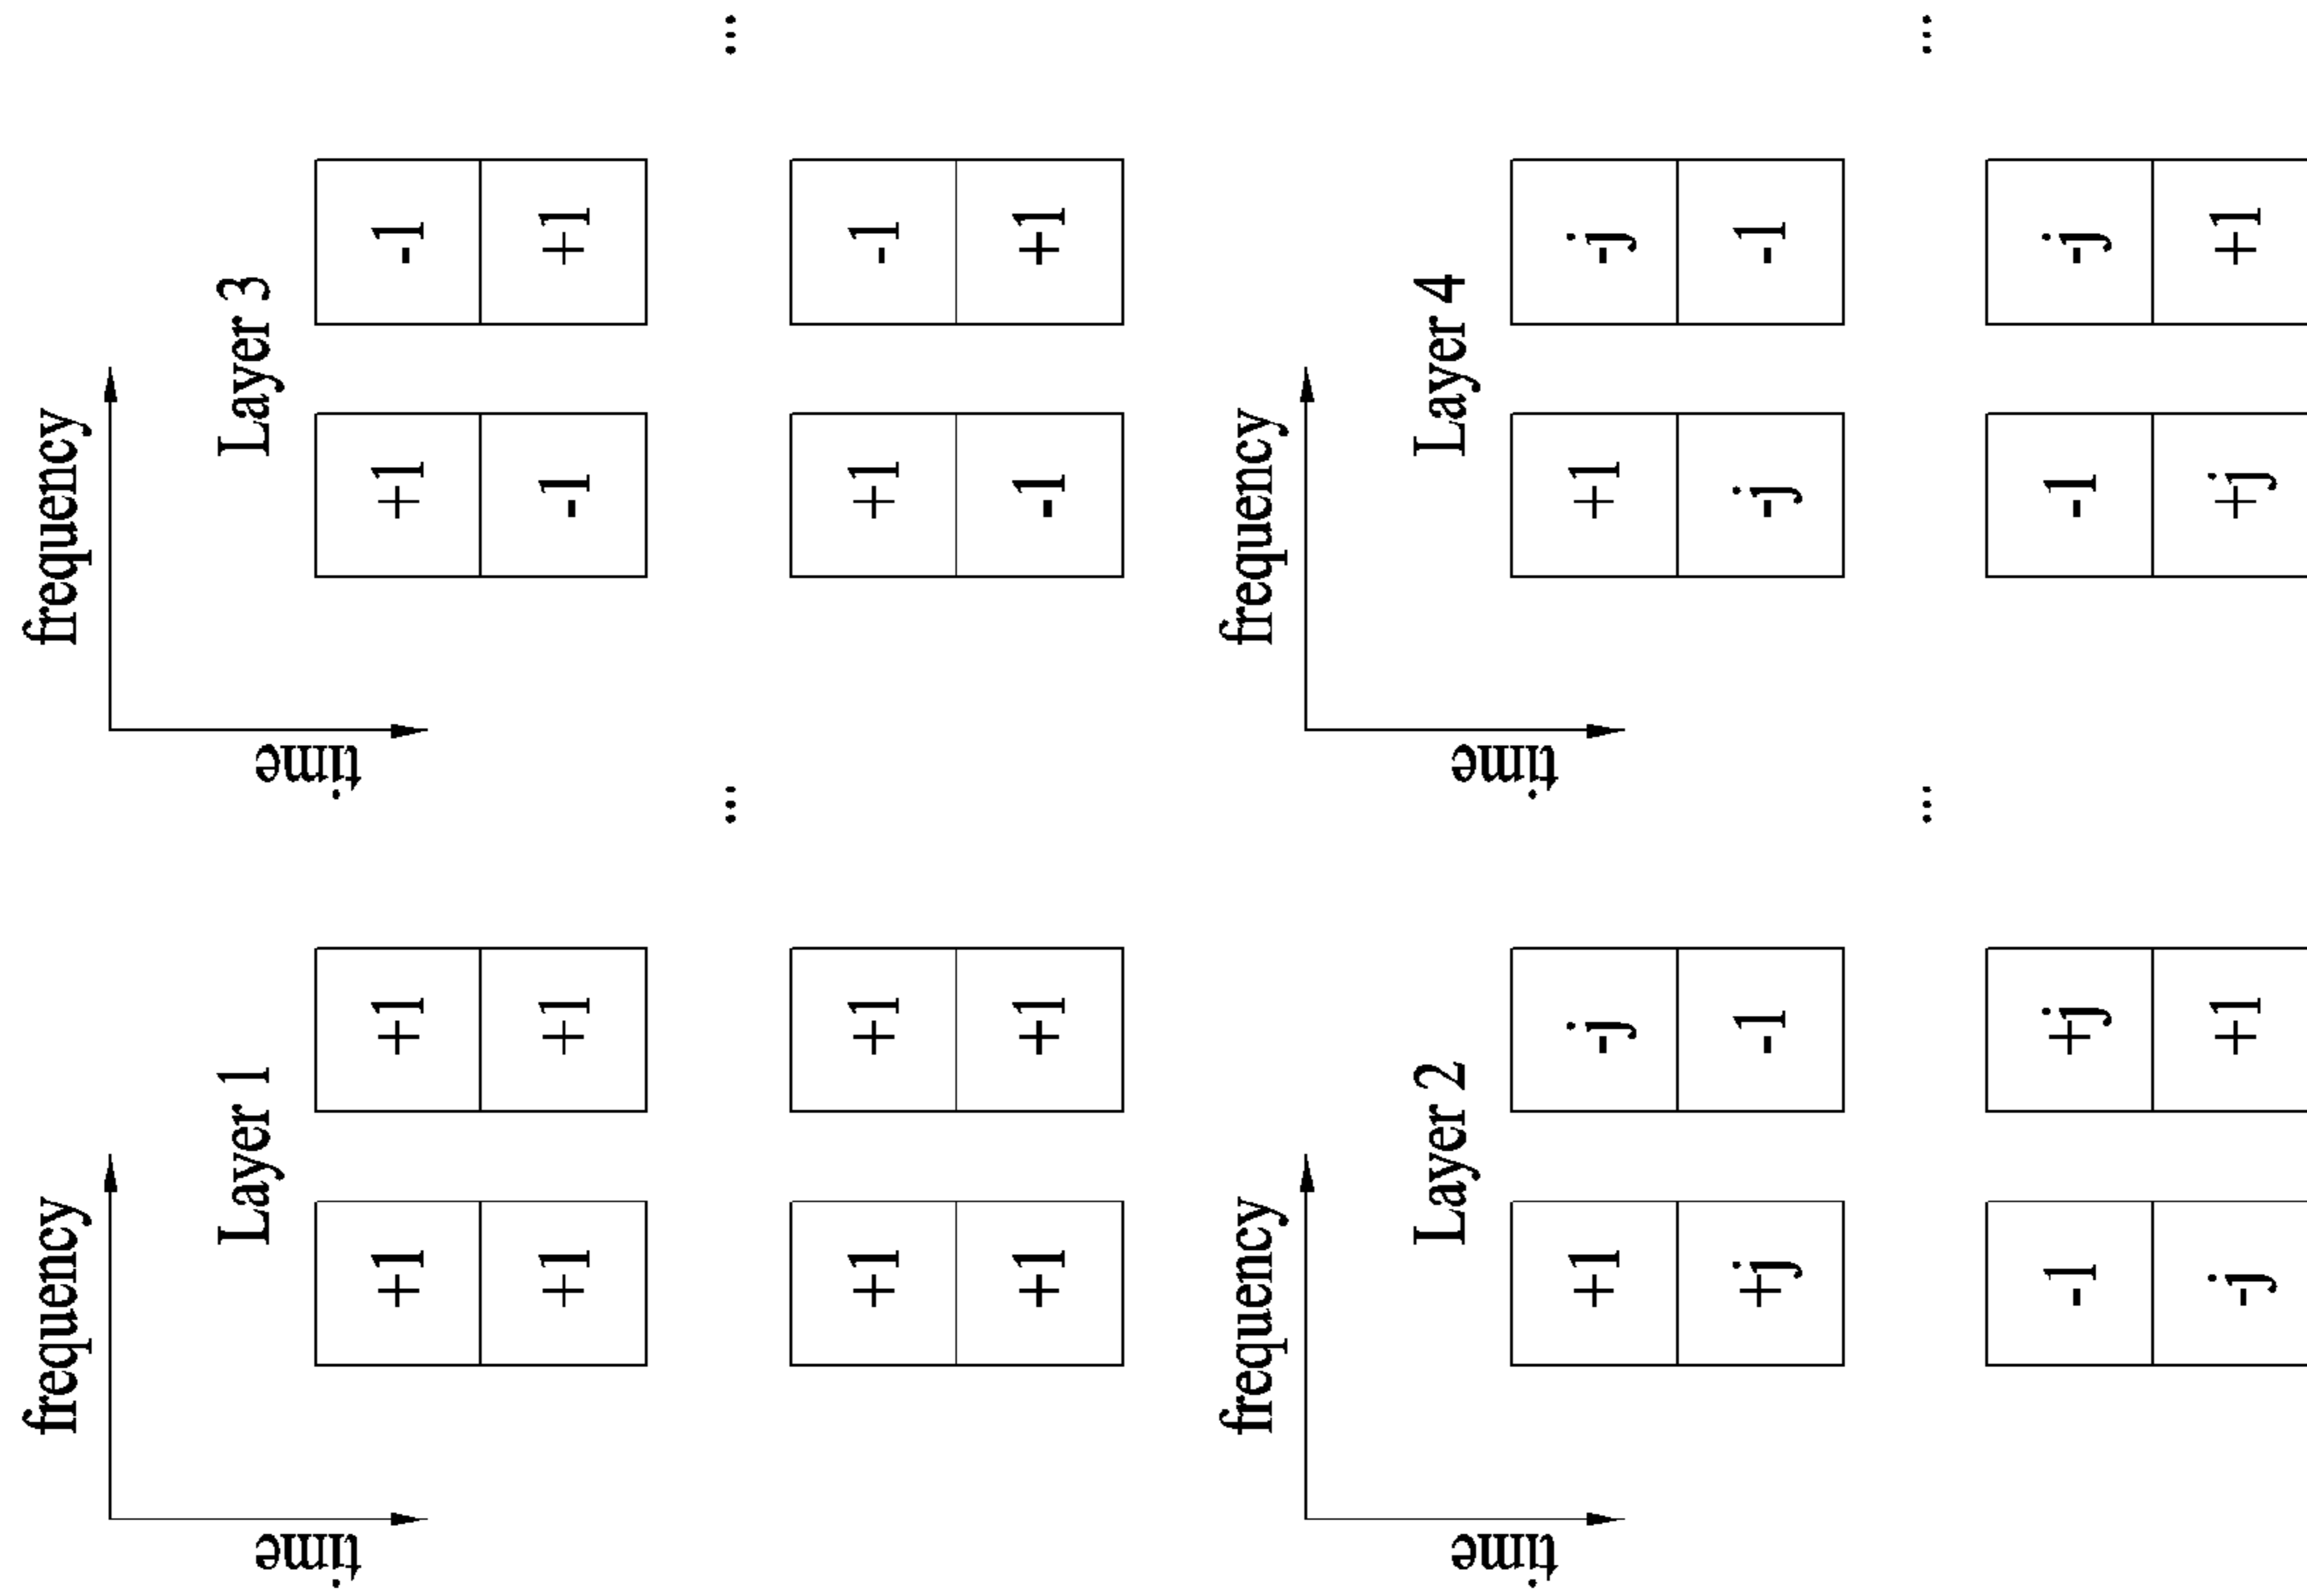 frequency
time
Layer 1
+1 +1
+1 +1
...
+1 +1
+1 +1
frequency
time
Layer 3
+1 -1
-1 +1
...
+1 -1
-1 +1
frequency
time
Layer 2
+1 -j
+j -1
...
-1 +j
-j +1
frequency
time
Layer 4
+1 -j
-j -1
...
-1 -j
+j +1